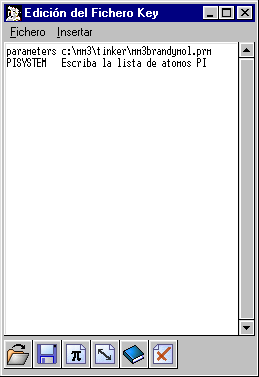 Edición del Fichero Key
Fichero Insertar
parameters c:\mm3\tinker\mm3brandymol.prm
PISYSTEM Escriba la lista de atomos PI
π